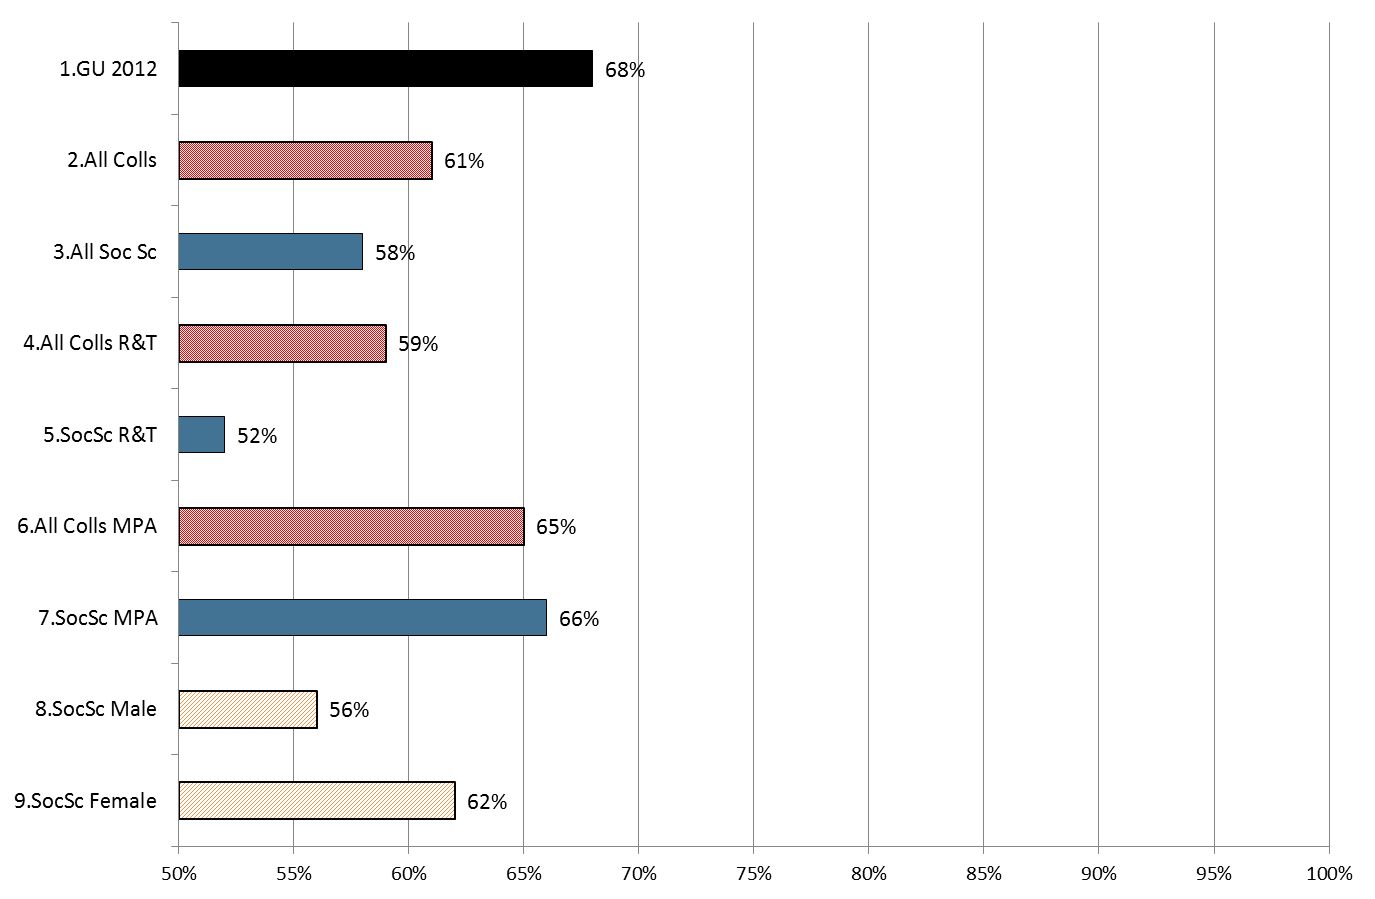 1.GU 2012
68%
2.All Colls
61%
3.All Soc Sc
58%
4.All Colls R&T
59%
5.SocSc R&T
52%
6.All Colls MPA
65%
7.SocSc MPA
66%
8.SocSc Male
56%
9.SocSc Female
62%
50% 55% 60% 65% 70% 75% 80% 85% 90% 95% 100%